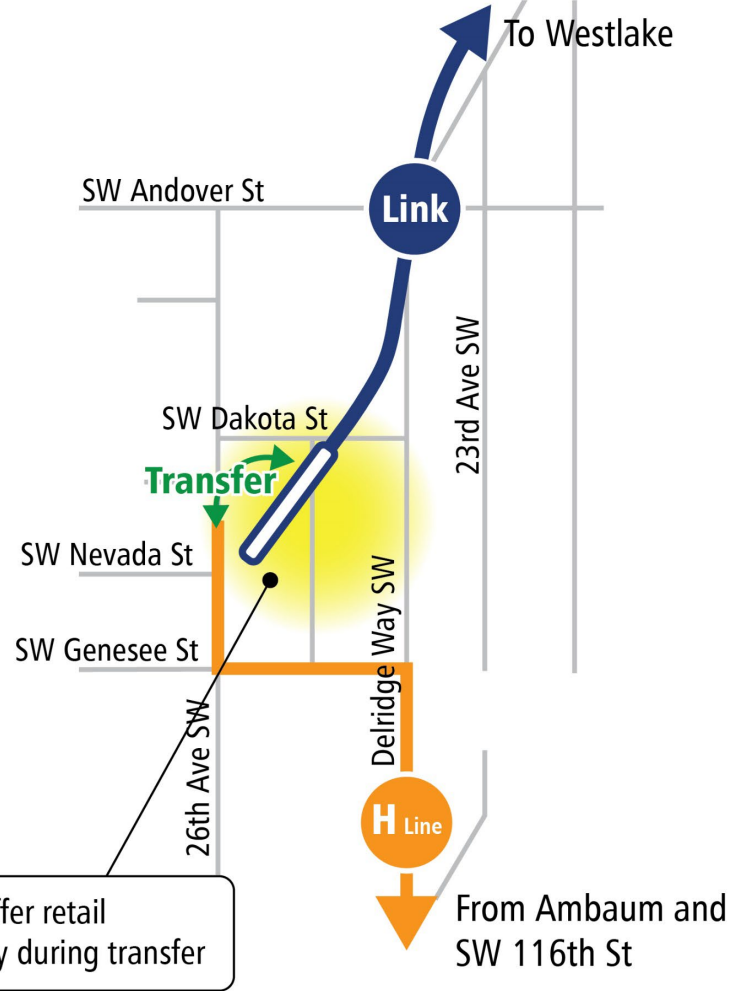 To Westlake
SW Andover St
Link
23rd Ave SW
SW Dakota St
Transfer
SW Nevada St
Delridge Way SW
SW Genesee St
26th Ave SW
H Line
retail
during transfer
From Ambaum and
SW 116th St